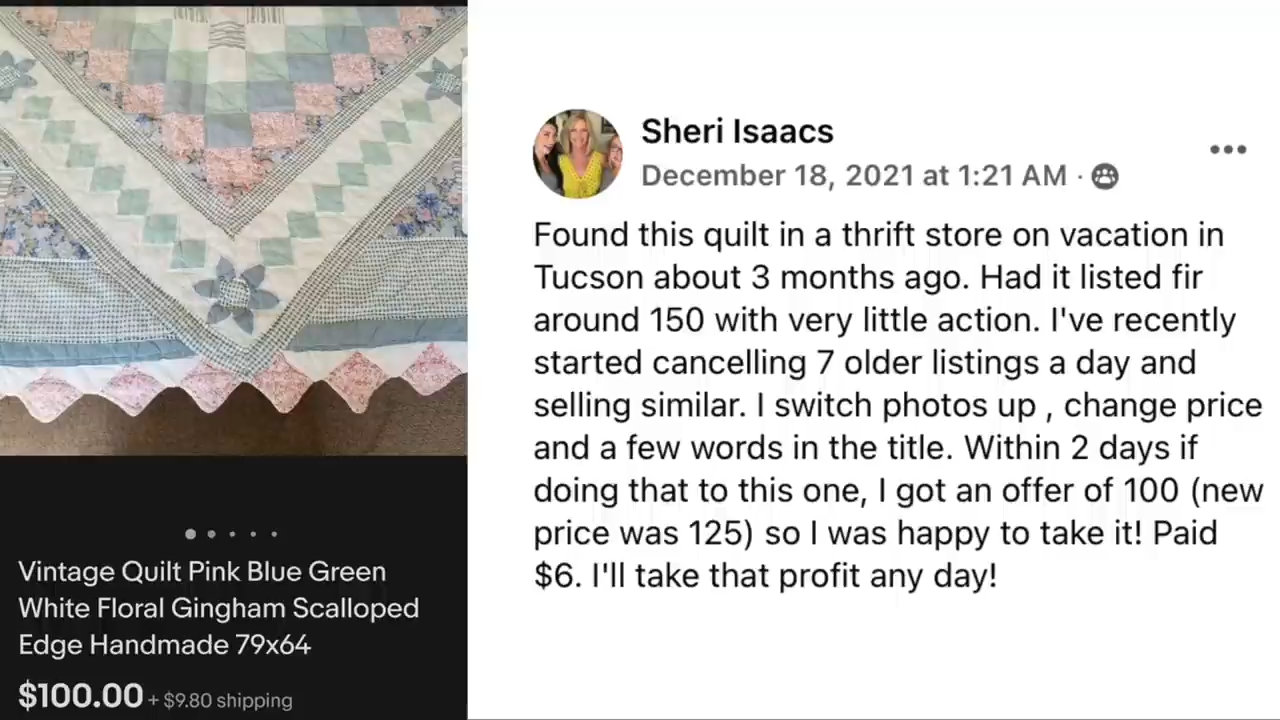 Vintage Quilt Pink Blue Green
White Floral Gingham Scalloped
Edge Handmade 79x64
$100.00 + $9.80 shipping
Sheri Isaacs
December 18, 2021 at 1:21 AM ·
Found this quilt in a thrift store on vacation in
Tucson about 3 months ago. Had it listed fir
around 150 with very little action. I've recently
started cancelling 7 older listings a day and
selling similar. I switch photos up , change price
and a few words in the title. Within 2 days if
doing that to this one, I got an offer of 100 (new
price was 125) so I was happy to take it! Paid
$6. I'll take that profit any day!